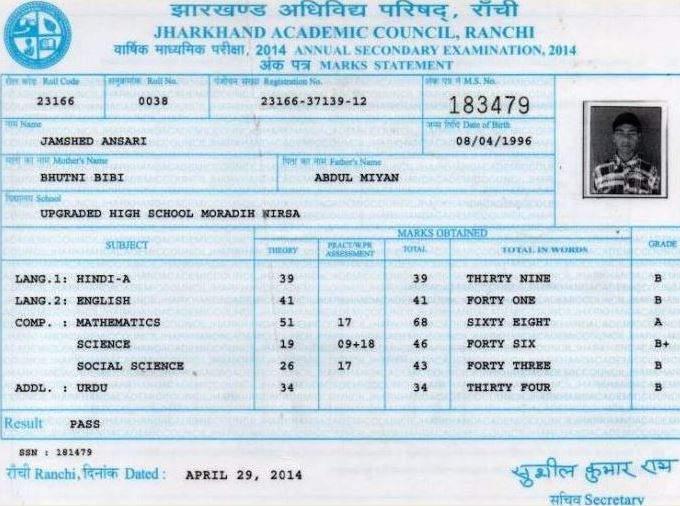 झारखण्ड अधिविद्य परिषद्, राँची
JHARKHAND ACADEMIC COUNCIL, RANCHI
वार्षिक माध्यमिक परीक्षा, 2014 ANNUAL SECONDARY EXAMINATION, 2014
अंक पत्र MARKS STATEMENT
रोल कोड Roll Code अनुक्रमांक Roll No. पंजीयन संख्या Registration No. अंक पत्र सं M.S. No.
23166 0038 23166-37139-12 183479
नाम Name जन्म तिथि Date of Birth
JAMSHED ANSARI 08/04/1996
माता का नाम Mother's Name पिता का नाम Father's Name
BHUTNI BIBI ABDUL MIYAN
विद्यालय School
UPGRADED HIGH SCHOOL MORADIH NIRSA
SUBJECT MARKS OBTAINED GRADE
THEORY PRACT/W.PR ASSESSMENT TOTAL TOTAL IN WORDS
LANG.1: HINDI-A 39 39 THIRTY NINE B
LANG.2: ENGLISH 41 41 FORTY ONE B
COMP. : MATHEMATICS 51 17 68 SIXTY EIGHT A
SCIENCE 19 09+18 46 FORTY SIX B+
SOCIAL SCIENCE 26 17 43 FORTY THREE B
ADDL. : URDU 34 34 THIRTY FOUR B
Result PASS
SSN : 181479
राँची Ranchi, दिनांक Dated : APRIL 29, 2014
सुशील कुमार राय
सचिव Secretary